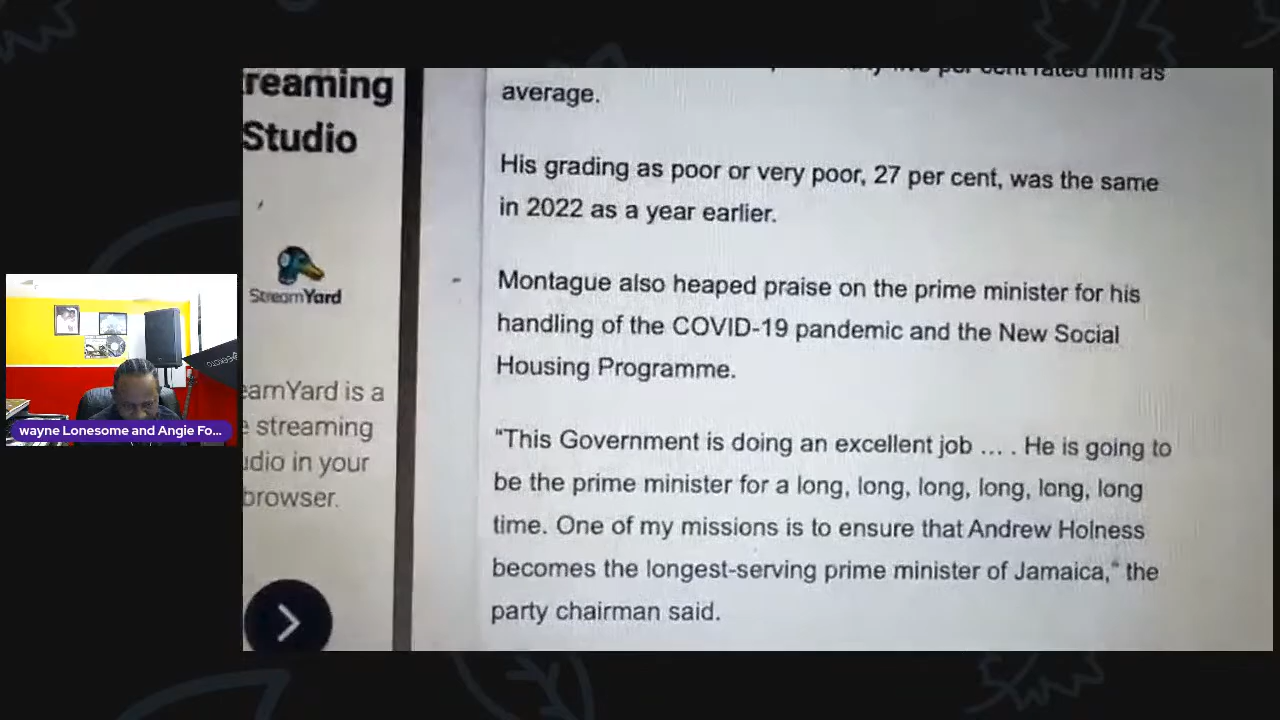 reaming
Studio
StreamYard
eamYard is a
e streaming
udio in your
browser.
per cent rated him as
average.
His grading as poor or very poor, 27 per cent, was the same
in 2022 as a year earlier.
Montague also heaped praise on the prime minister for his
handling of the COVID-19 pandemic and the New Social
Housing Programme.
“This Government is doing an excellent job ... . He is going to
be the prime minister for a long, long, long, long, long, long
time. One of my missions is to ensure that Andrew Holness
becomes the longest-serving prime minister of Jamaica,“ the
party chairman said.
wayne Lonesome and Angie Fo...